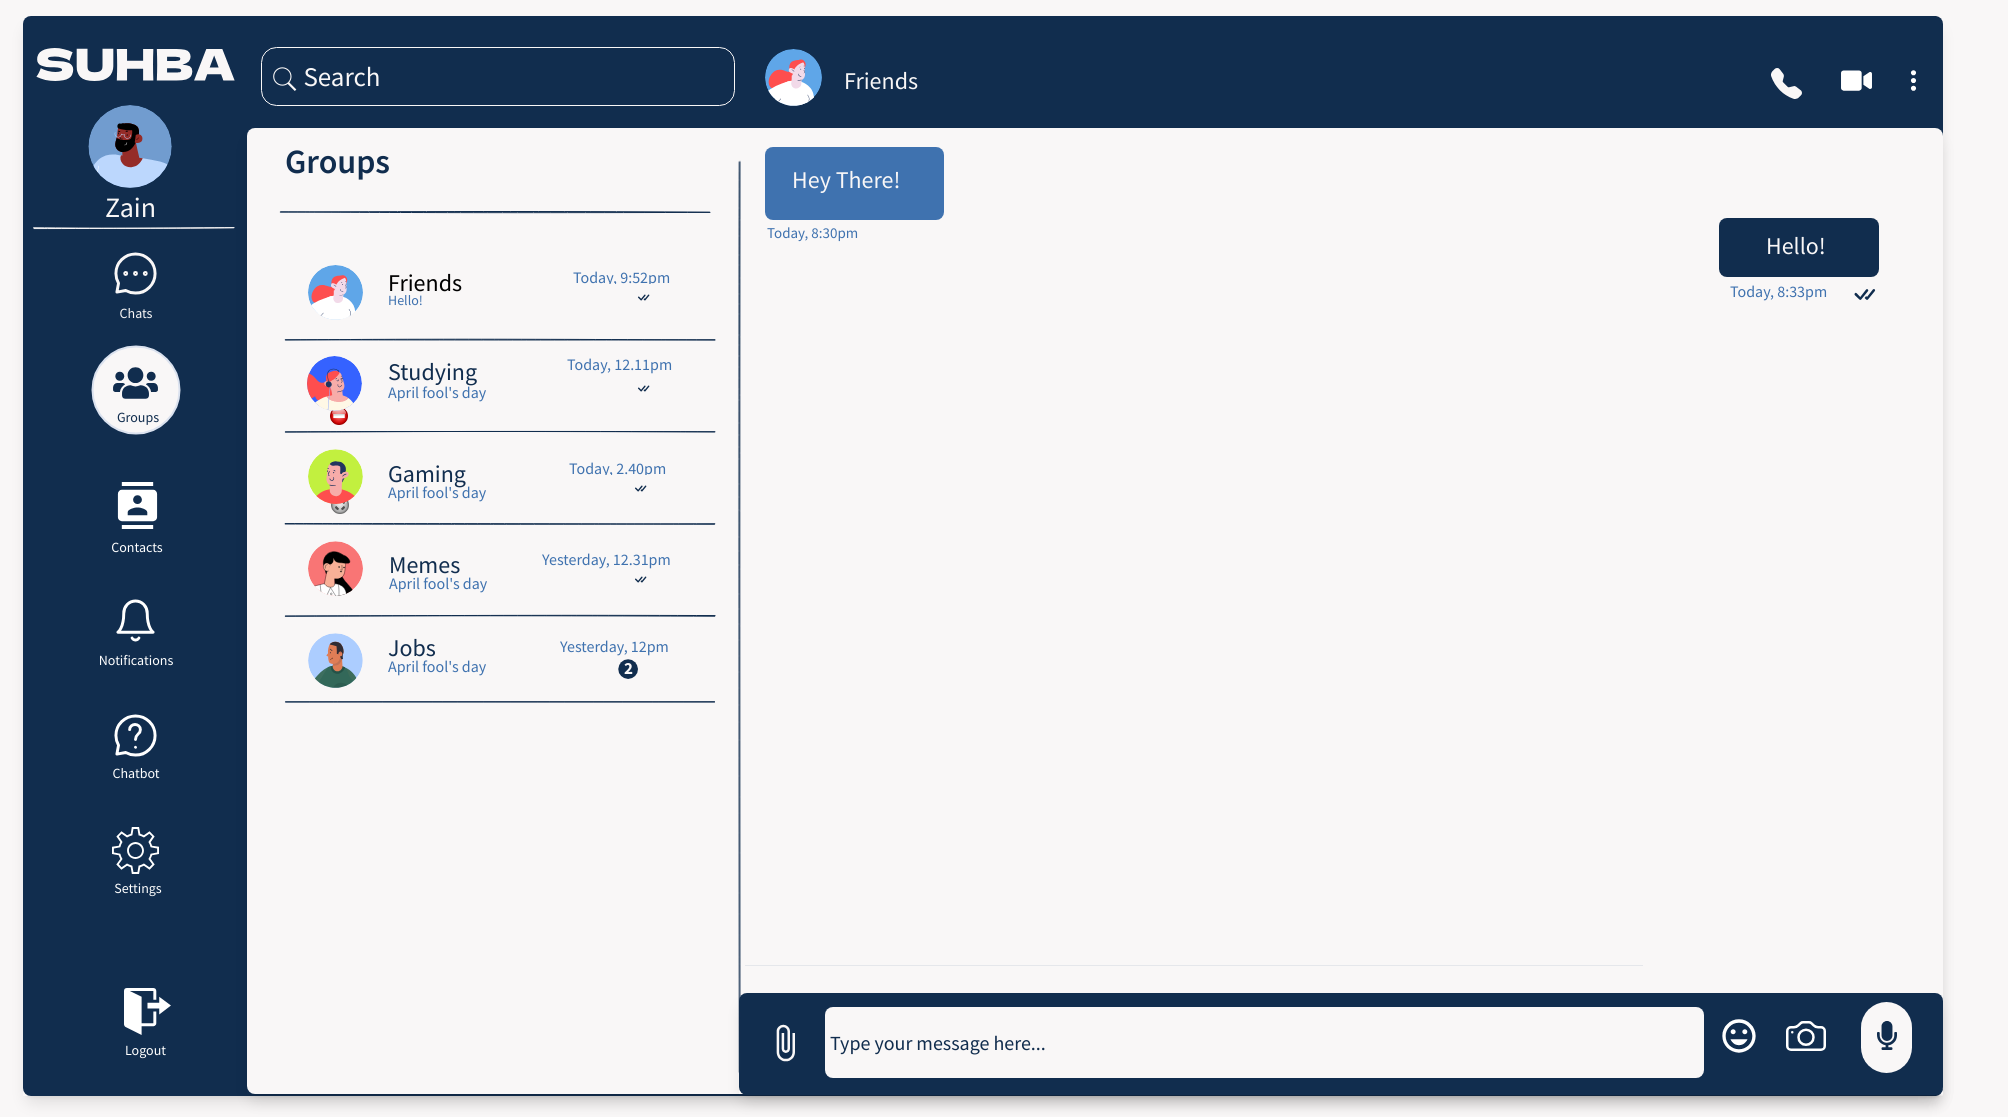 SUHBA
Zain
Chats
Groups
Contacts
Notifications
Chatbot
Settings
Logout
Search
Friends
Groups
Friends
Today, 9:52pm
Hello!
Studying
Today, 12.11pm
April fool's day
Gaming
Today, 2.40pm
April fool's day
Memes
Yesterday, 12.31pm
April fool's day
Jobs
Yesterday, 12pm
April fool's day
2
Hey There!
Today, 8:30pm
Hello!
Today, 8:33pm
Type your message here...